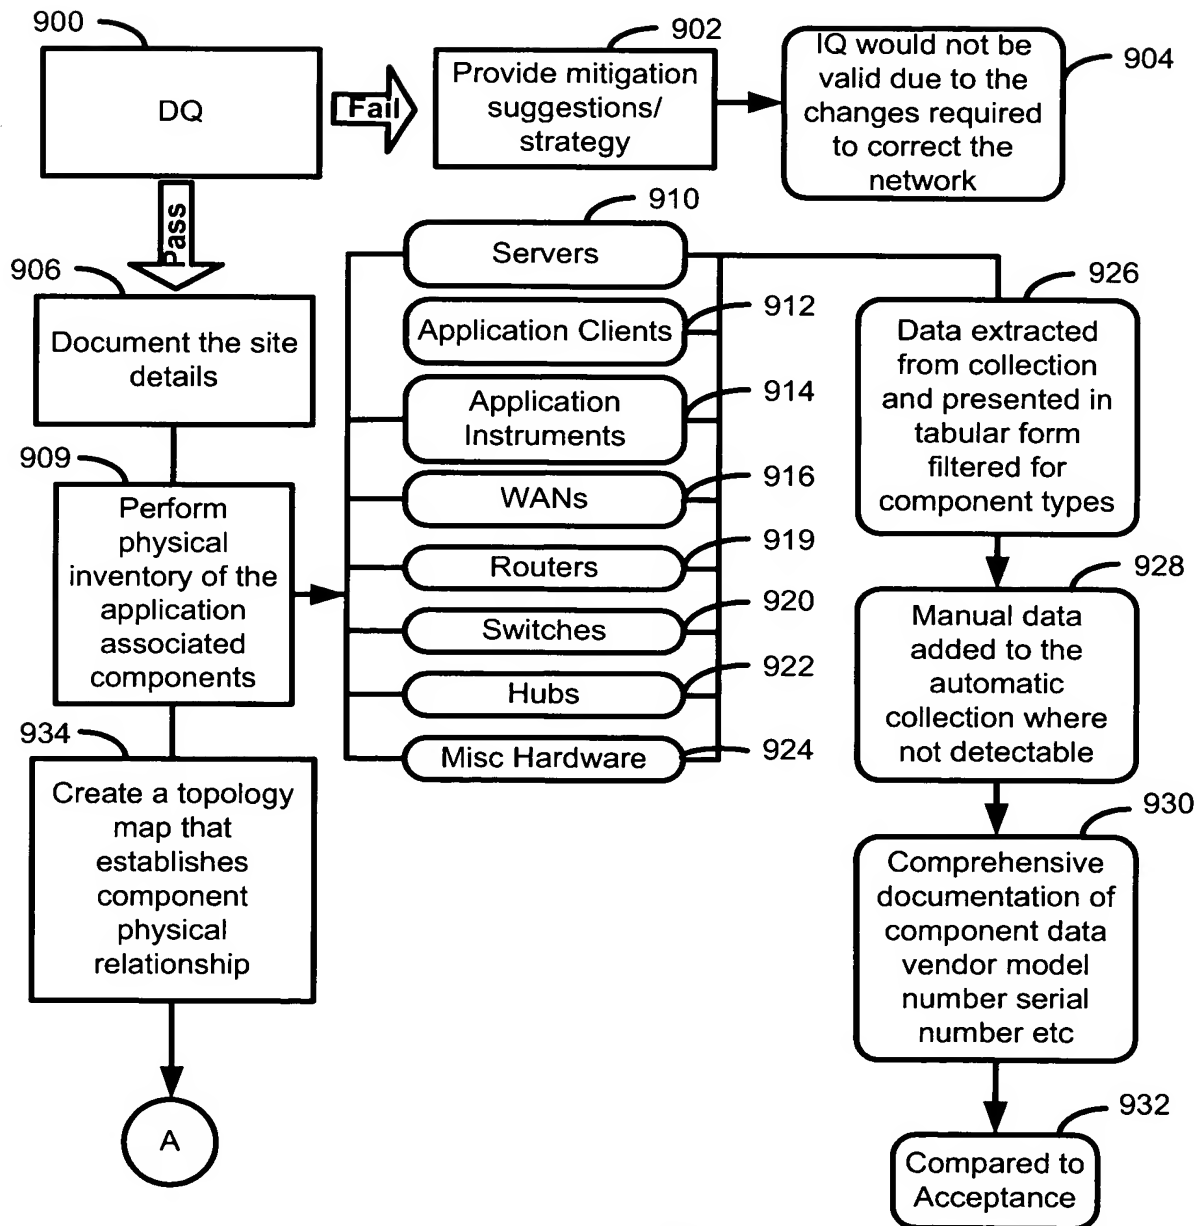 900
DQ
Fail
902
Provide mitigation
suggestions/
strategy
IQ would not be
valid due to the
changes required
to correct the
network
904
Pass
906
Document the site
details
909
Perform
physical
inventory of the
application
associated
components
934
Create a topology
map that
establishes
component
physical
relationship
A
910
Servers
912
Application Clients
914
Application
Instruments
916
WANs
919
Routers
920
Switches
922
Hubs
924
Misc Hardware
926
Data extracted
from collection
and presented in
tabular form
filtered for
component types
928
Manual data
added to the
automatic
collection where
not detectable
930
Comprehensive
documentation of
component data
vendor model
number serial
number etc
932
Compared to
Acceptance